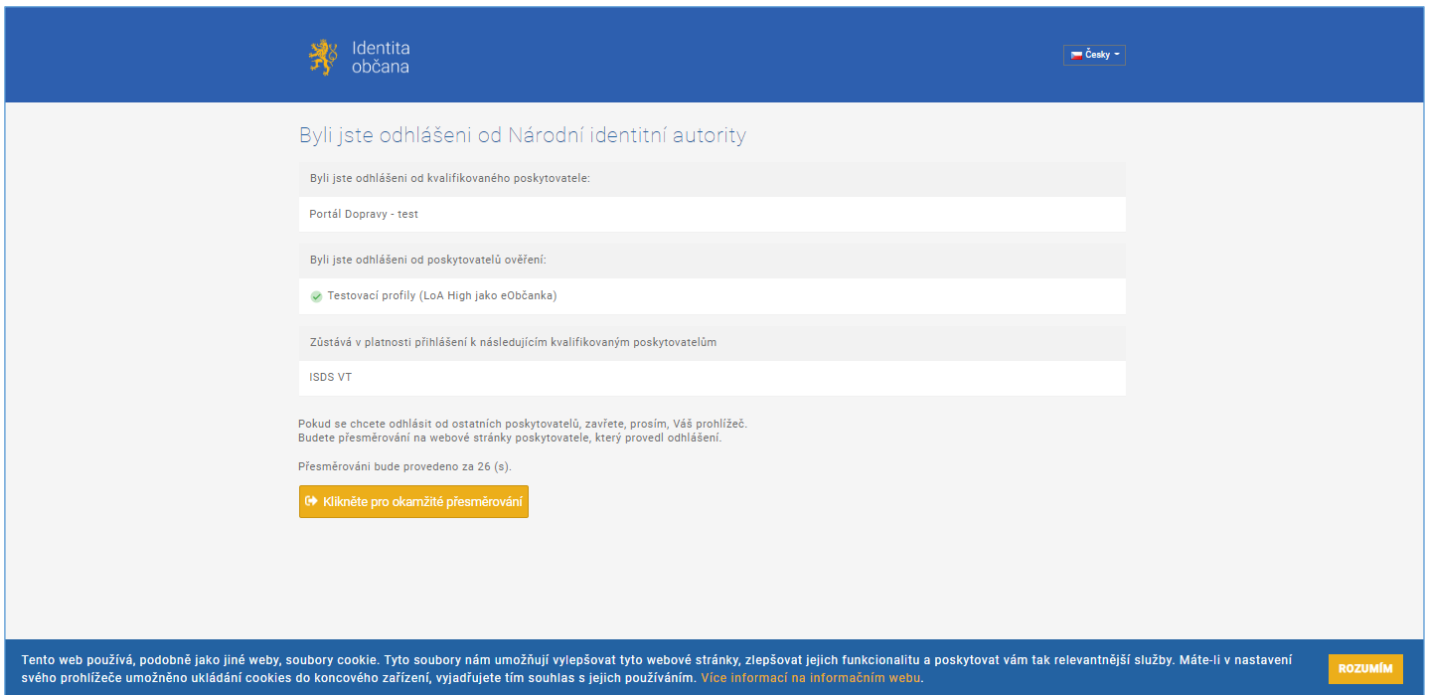 Identita
občana
Česky
Byli jste odhlášeni od Národní identitní autority
Byli jste odhlášeni od kvalifikovaného poskytovatele:
Portál Dopravy - test
Byli jste odhlášeni od poskytovatelů ověření:
Testovací profily (LoA High jako eObčanka)
Zůstává v platnosti přihlášení k následujícím kvalifikovaným poskytovatelům
ISDS VT
Pokud se chcete odhlásit od ostatních poskytovatelů, zavřete, prosím, Váš prohlížeč.
Budete přesměrování na webové stránky poskytovatele, který provedl odhlášení.
Přesměrováni bude provedeno za 26 (s).
Klikněte pro okamžité přesměrování
Tento web používá, podobně jako jiné weby, soubory cookie. Tyto soubory nám umožňují vylepšovat tyto webové stránky, zlepšovat jejich funkcionalitu a poskytovat vám tak relevantnější služby. Máte-li v nastavení
svého prohlížeče umožněno ukládání cookies do koncového zařízení, vyjadřujete tím souhlas s jejich používáním. Více informací na informačním webu.
ROZUMÍM